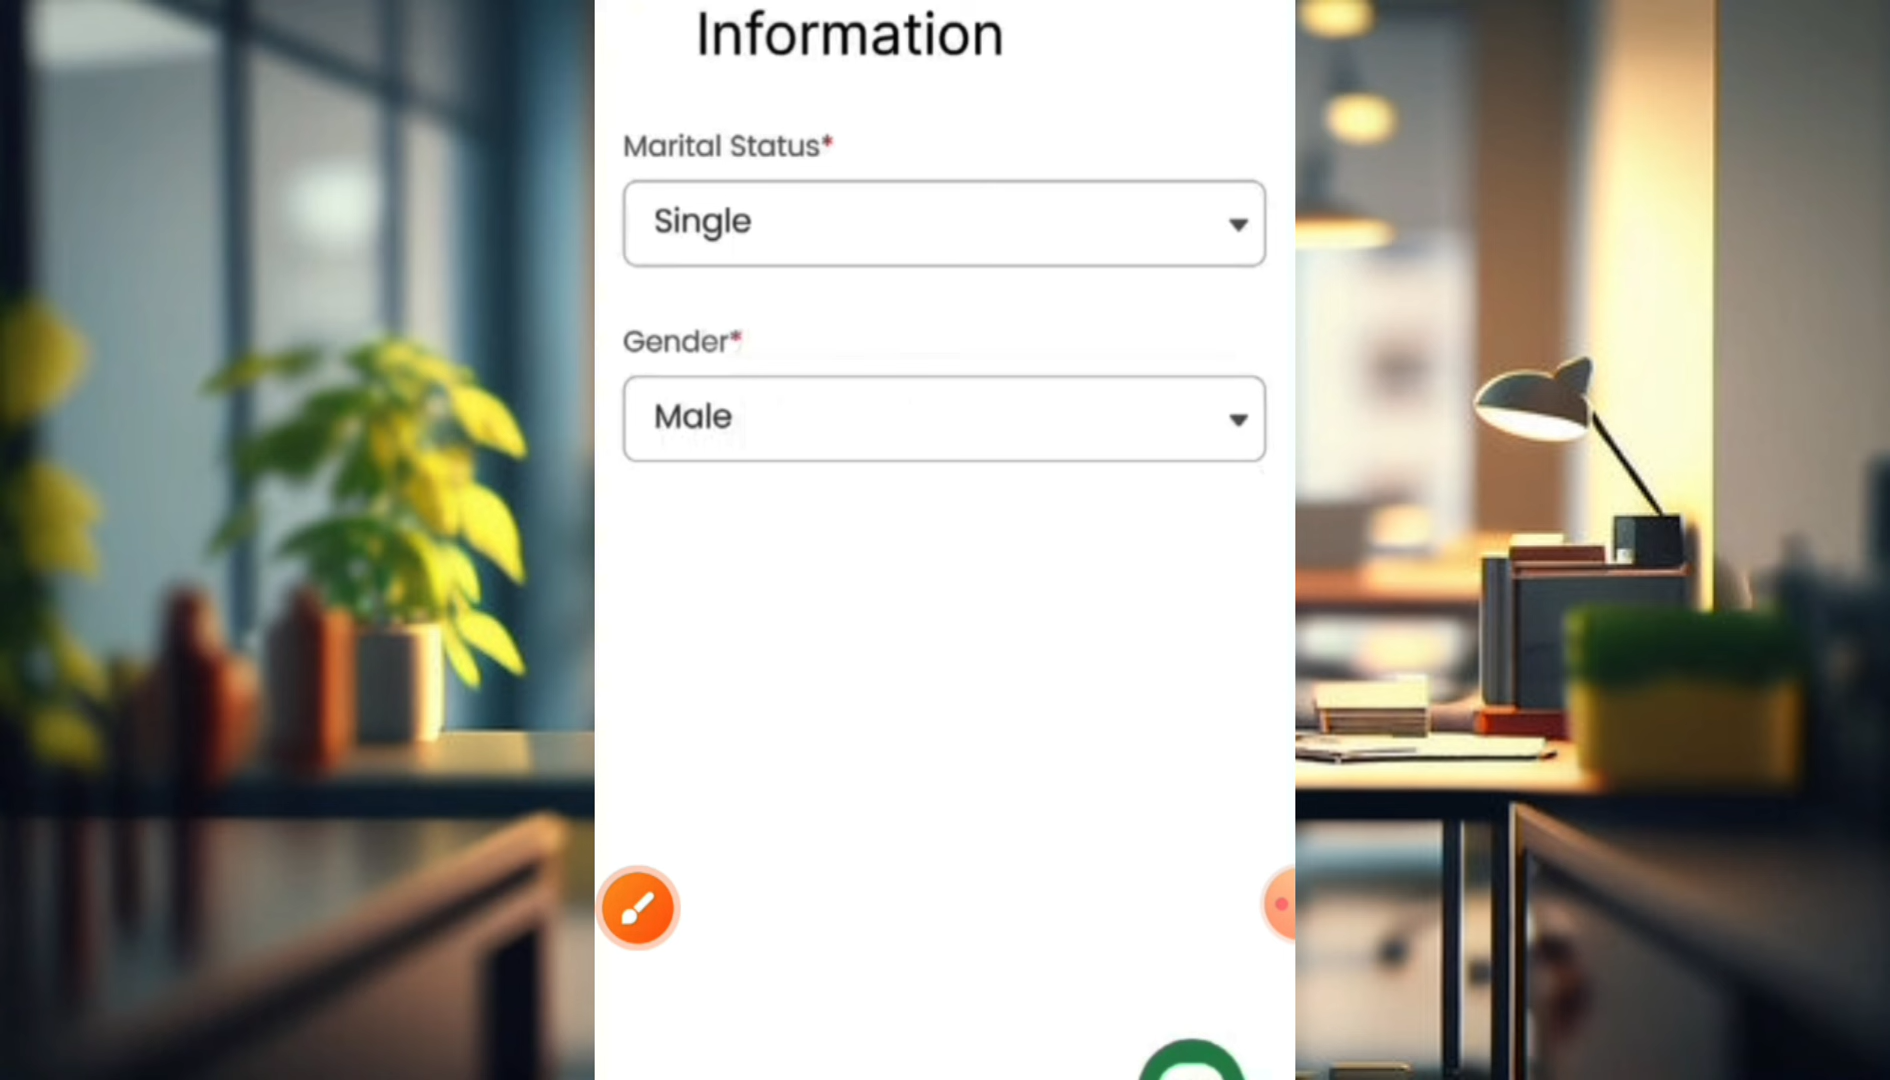 Information
Marital Status*
Single
Gender*
Male